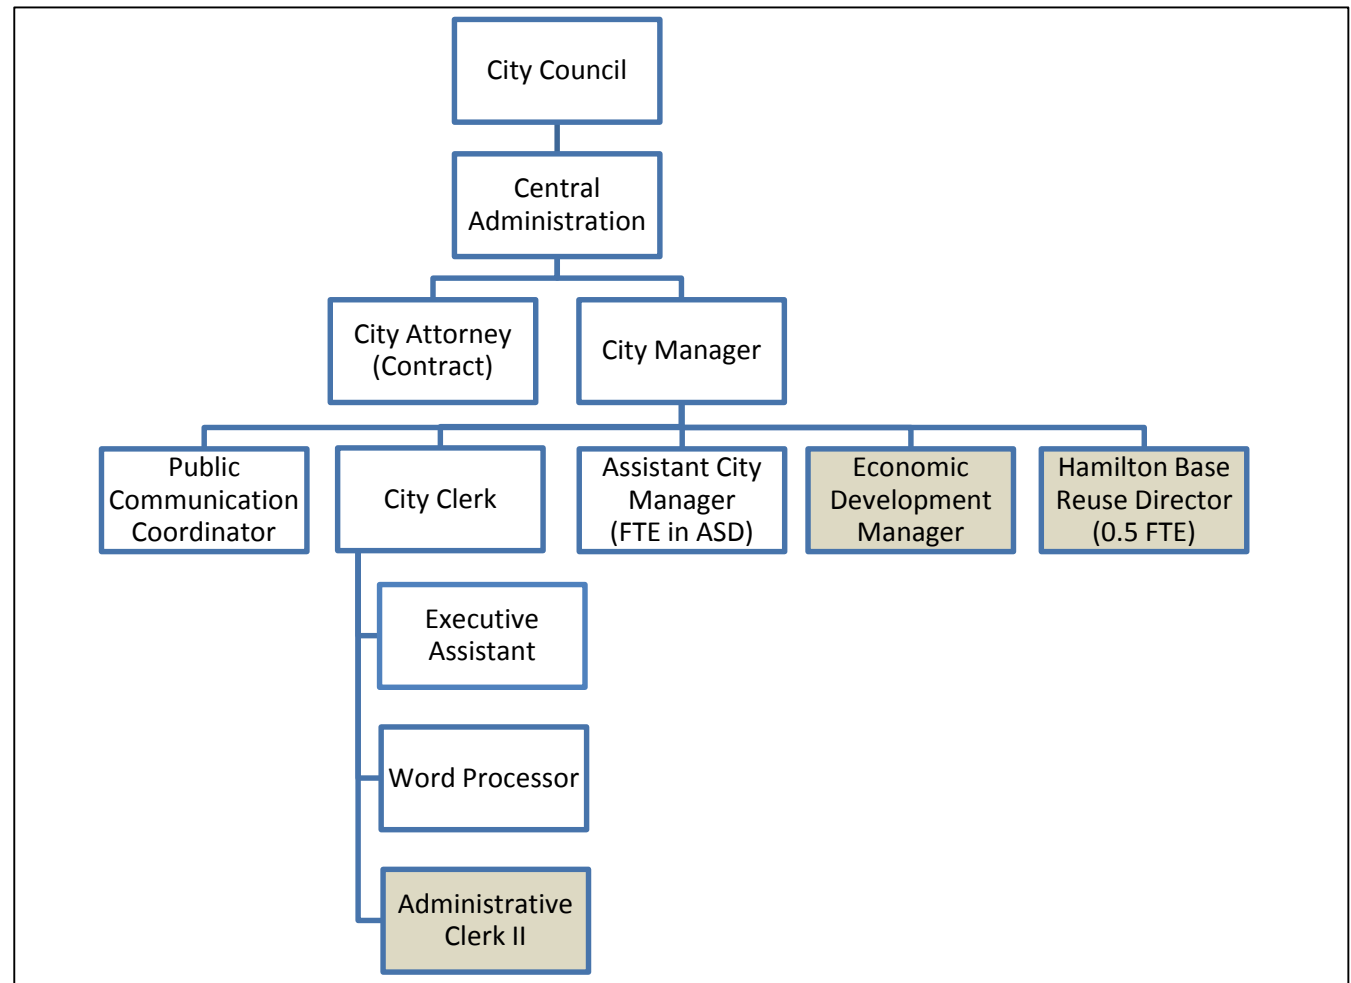 City Council
Central
Administration
City Attorney
(Contract)
City Manager
Public
Communication
Coordinator
City Clerk
Assistant City
Manager
(FTE in ASD)
Economic
Development
Manager
Hamilton Base
Reuse Director
(0.5 FTE)
Executive
Assistant
Word Processor
Administrative
Clerk II